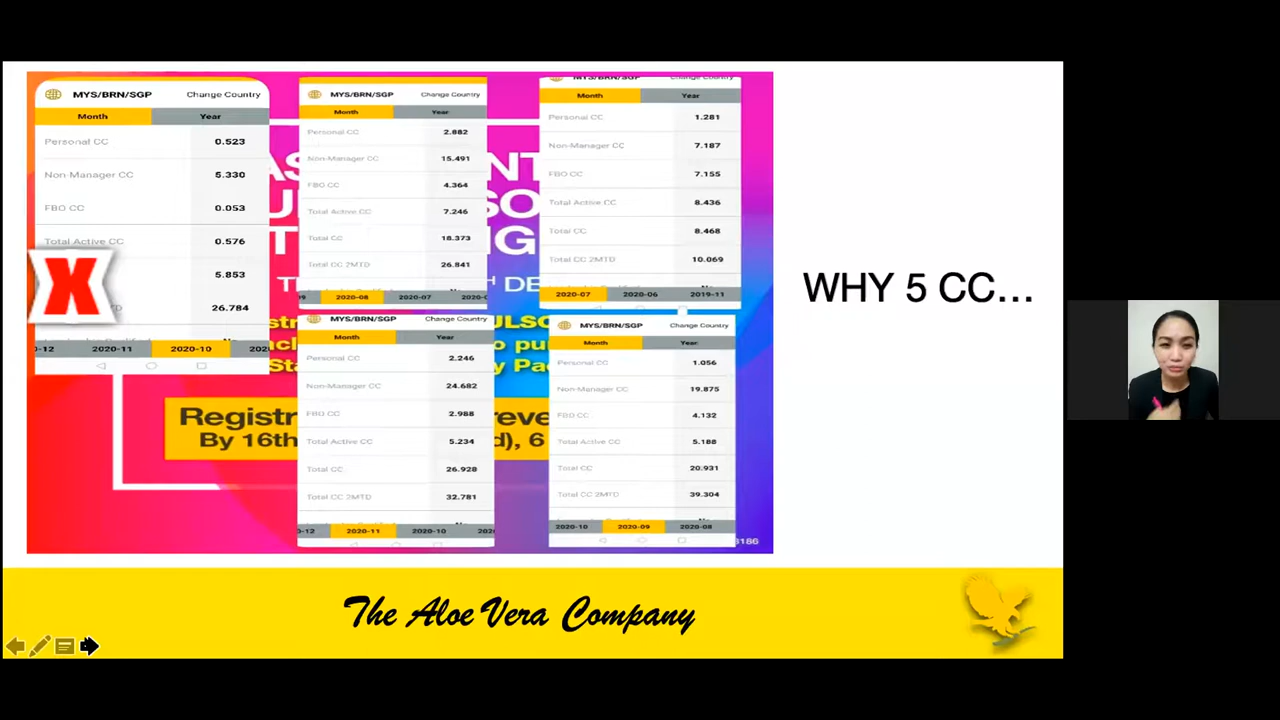 MYS/BRN/SGP Change Country
Month Year
Personal CC 0.523
Non-Manager CC 5.330
FBO CC 0.053
Total Active CC 0.576
5.853
26.784
X
-12 2020-11 2020-10
MYS/BRN/SGP Change Country
Month Year
Personal CC 2.882
Non-Manager CC 15.491
FBO CC 4.364
Total Active CC 7.246
Total CC 18.373
Total CC 2MTD 26.841
2020-08 2020-07
MYS/BRN/SGP Change Country
Month Year
Personal CC 1.281
Non-Manager CC 7.187
FBO CC 7.155
Total Active CC 8.436
Total CC 8.468
Total CC 2MTD 10.069
2020-07 2020-06 2019-11
MYS/BRN/SGP Change Country
Month Year
Personal CC 2.246
Non-Manager CC 24.682
FBO CC 2.988
Total Active CC 5.234
Total CC 26.928
Total CC 2MTD 32.781
-12 2020-11 2020-10
MYS/BRN/SGP Change Country
Month Year
Personal CC 1.056
Non-Manager CC 19.875
FBO CC 4.132
Total Active CC 5.188
Total CC 20.931
Total CC 2MTD 39.304
2020-10 2020-09 2020-08
Registr
By 16th
), 6
3186
WHY 5 CC...
The Aloe Vera Company